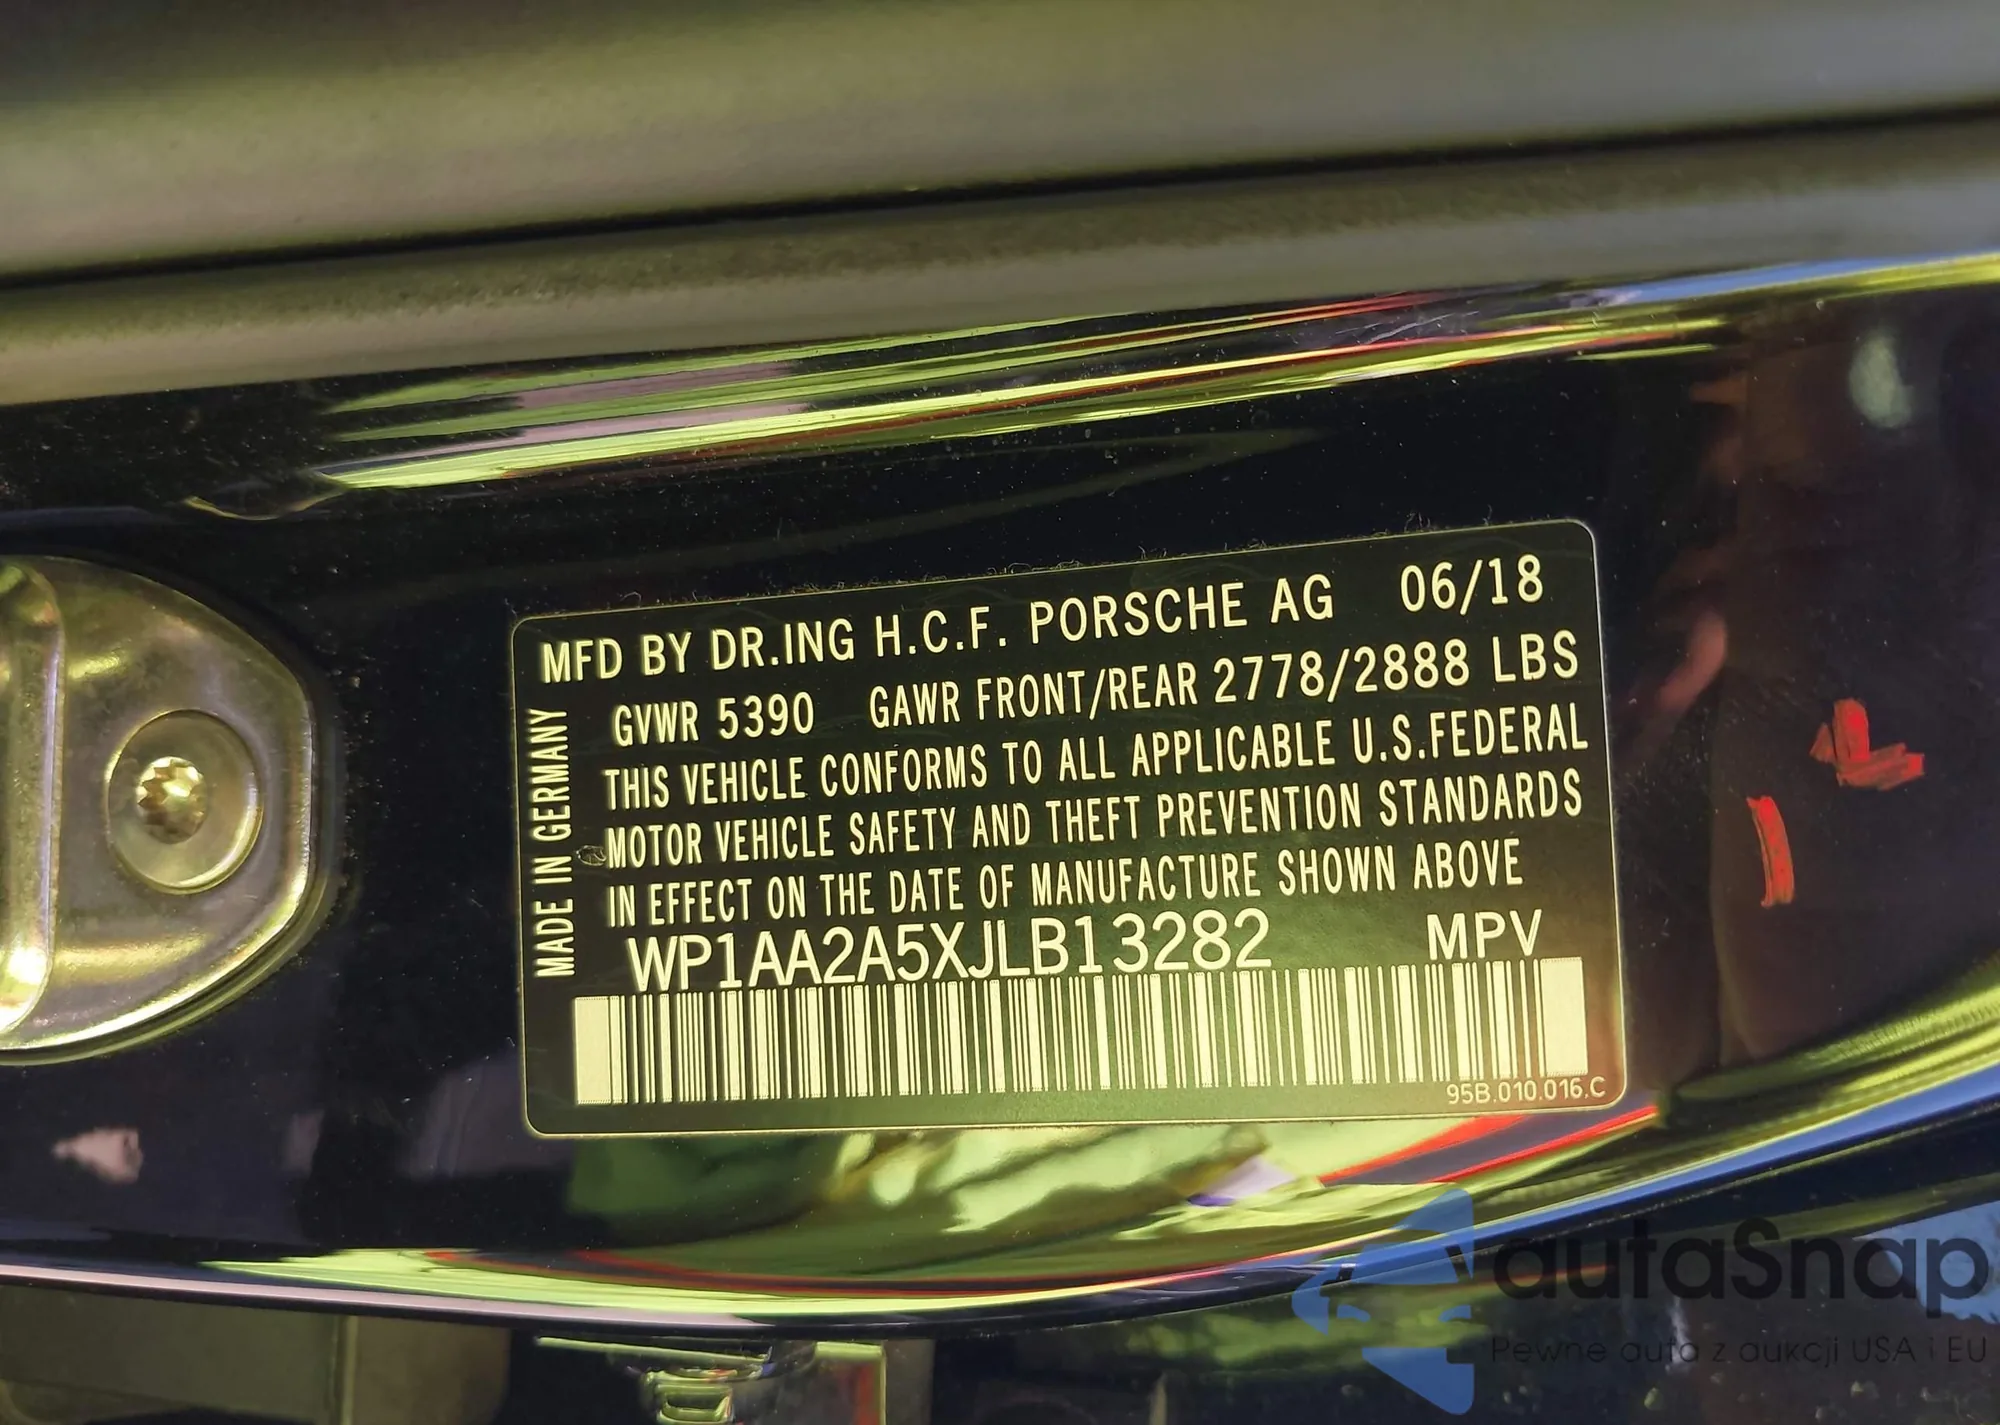 MFD BY DR.ING H.C.F. PORSCHE AG 06/18
GVWR 5390 GAWR FRONT/REAR 2778/2888 LBS
THIS VEHICLE CONFORMS TO ALL APPLICABLE U.S.FEDERAL
MOTOR VEHICLE SAFETY AND THEFT PREVENTION STANDARDS
IN EFFECT ON THE DATE OF MANUFACTURE SHOWN ABOVE
WP1AA2A5XJLB13282 MPV
95B.010.016.C
MADE IN GERMANY
autaSnap
Pewne auta z aukcji USA i EU